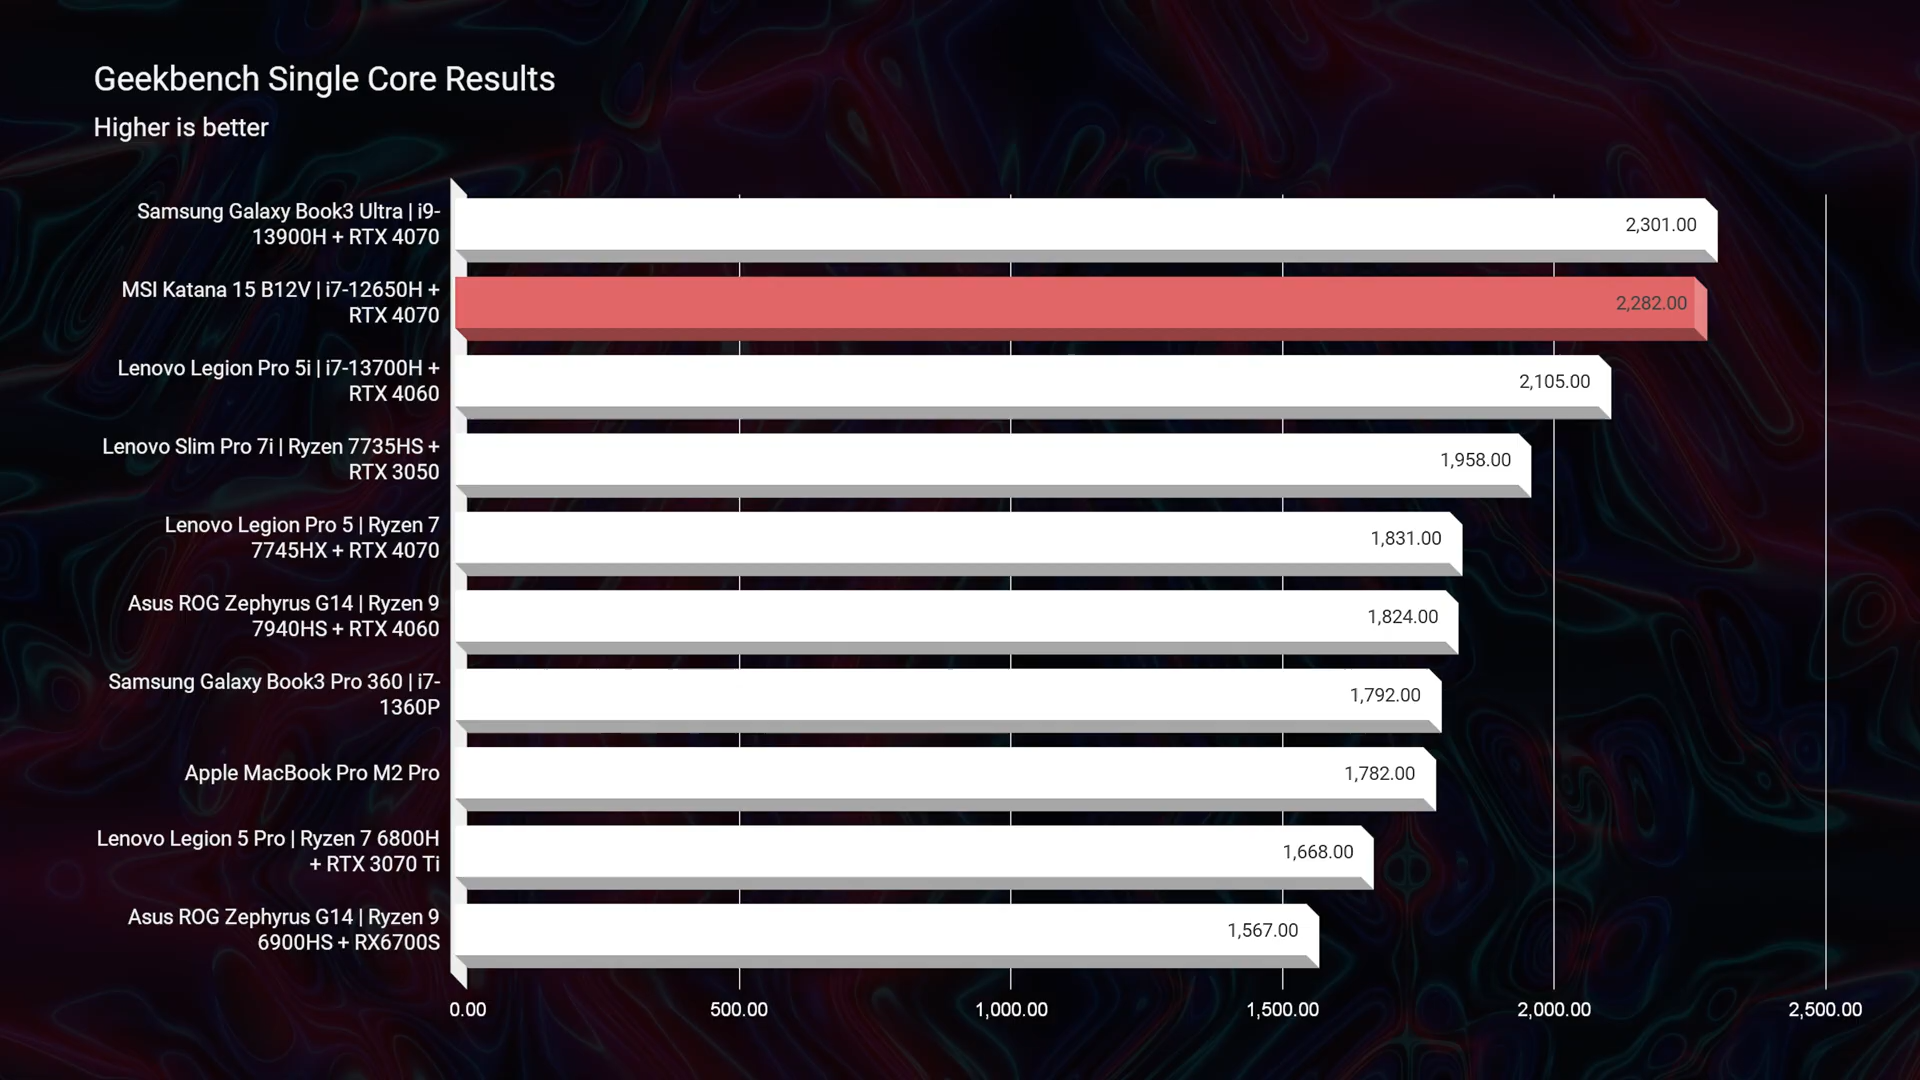 Geekbench Single Core Results
Higher is better
Samsung Galaxy Book3 Ultra | i9-
13900H + RTX 4070
2,301.00
MSI Katana 15 B12V | i7-12650H +
RTX 4070
2,282.00
Lenovo Legion Pro 5i | i7-13700H +
RTX 4060
2,105.00
Lenovo Slim Pro 7i | Ryzen 7735HS +
RTX 3050
1,958.00
Lenovo Legion Pro 5 | Ryzen 7
7745HX + RTX 4070
1,831.00
Asus ROG Zephyrus G14 | Ryzen 9
7940HS + RTX 4060
1,824.00
Samsung Galaxy Book3 Pro 360 | i7-
1360P
1,792.00
Apple MacBook Pro M2 Pro
1,782.00
Lenovo Legion 5 Pro | Ryzen 7 6800H
+ RTX 3070 Ti
1,668.00
Asus ROG Zephyrus G14 | Ryzen 9
6900HS + RX6700S
1,567.00
0.00 500.00 1,000.00 1,500.00 2,000.00 2,500.00